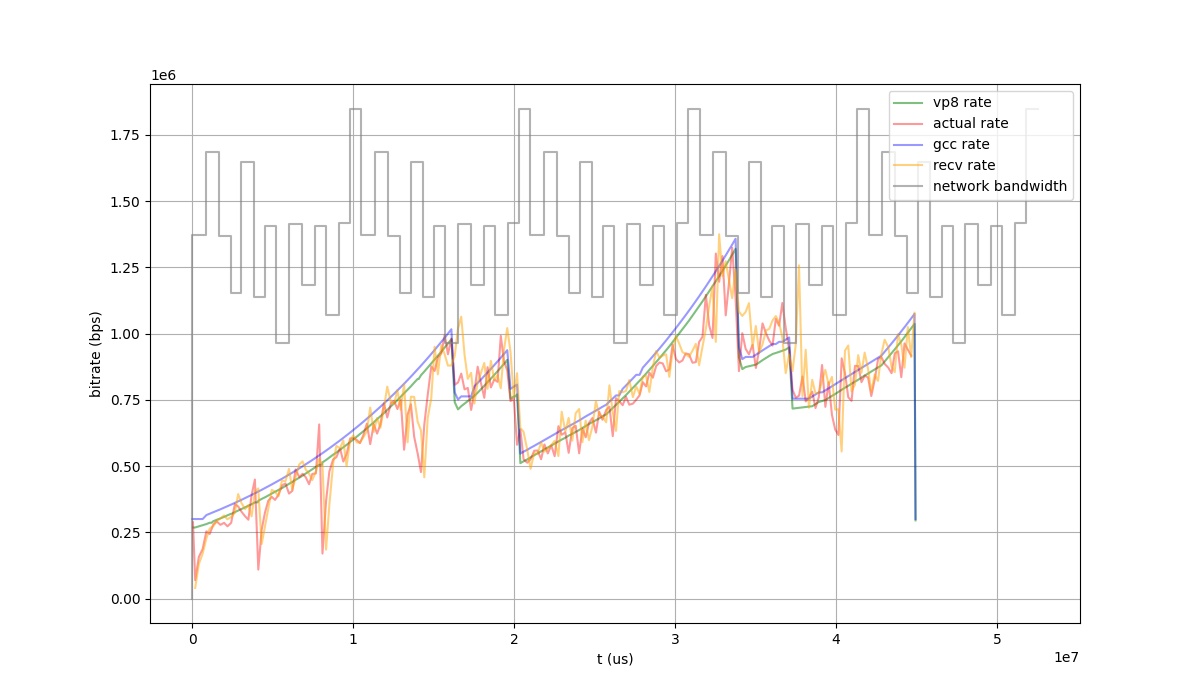 1e6
vp8 rate
actual rate
gcc rate
recv rate
network bandwidth
1.75
1.50
1.25
1.00
0.75
0.50
0.25
0.00
bitrate (bps)
0 1 2 3 4 5
t (us)
1e7